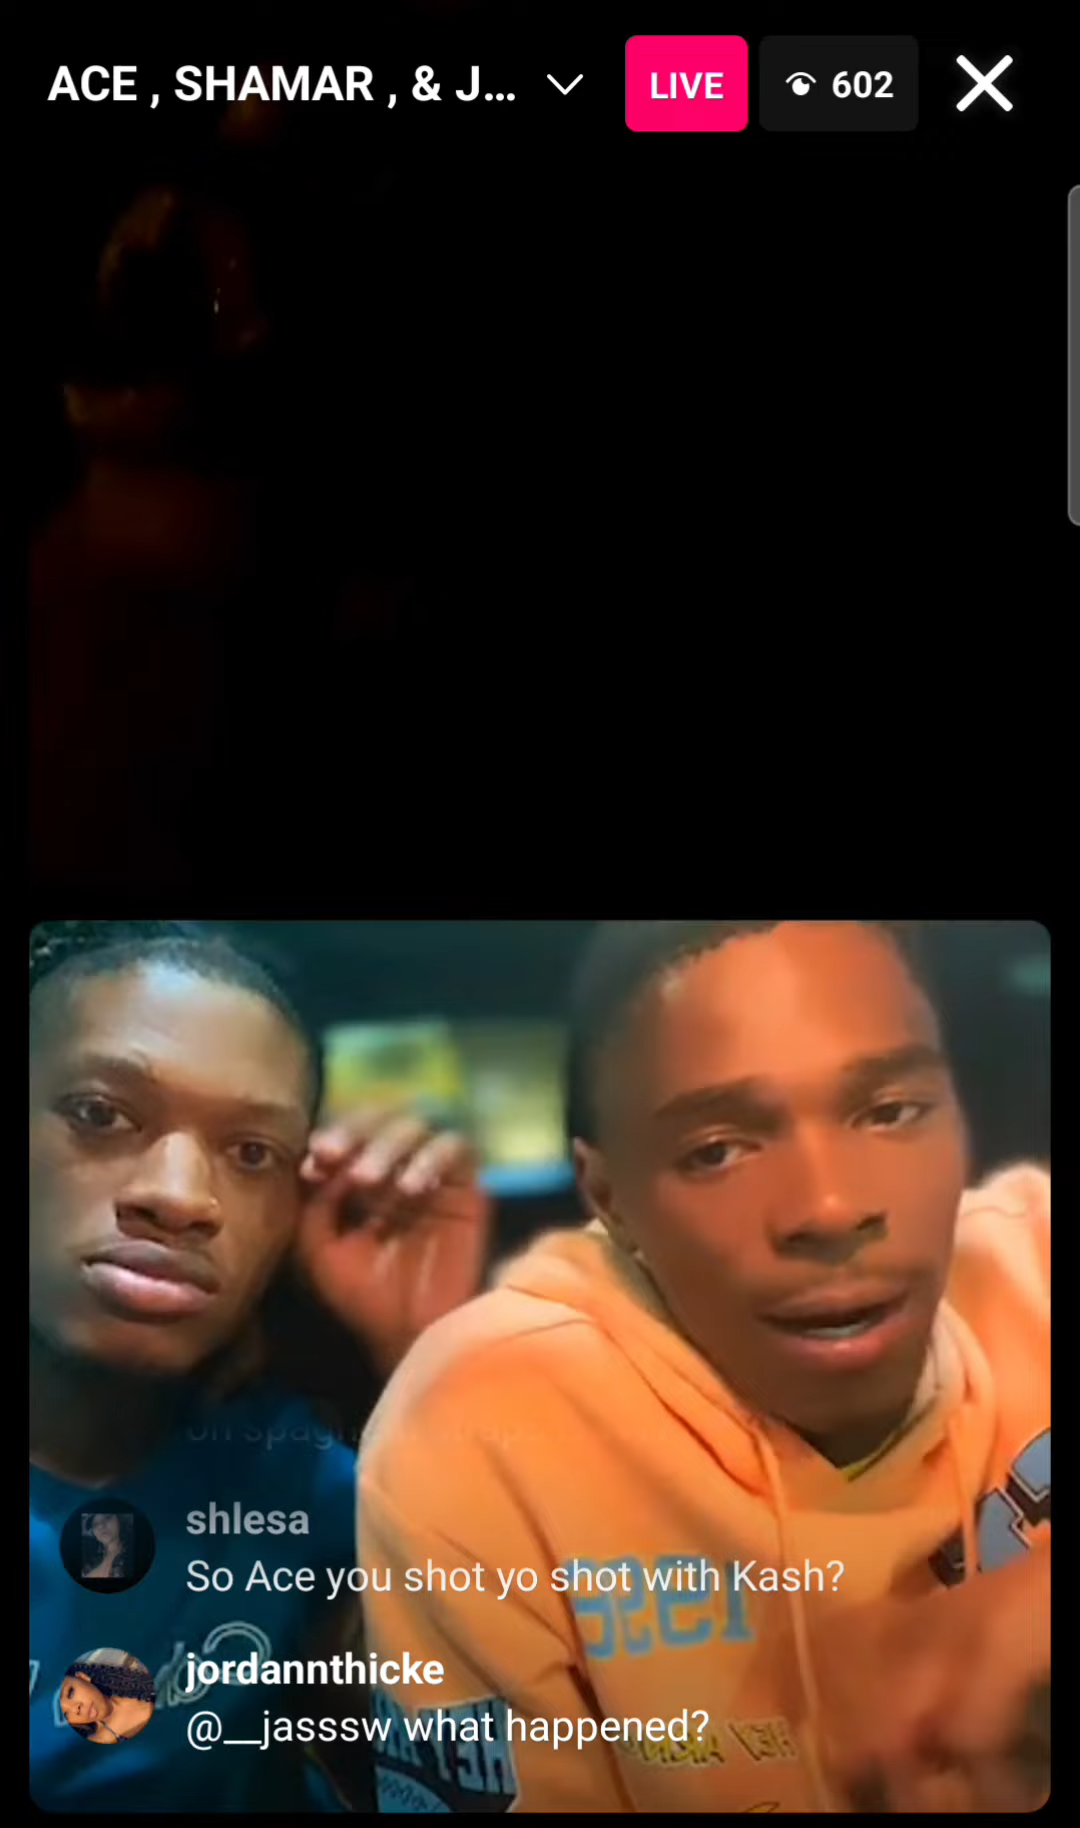 ACE , SHAMAR , & J...
LIVE
602
shlesa
So Ace you shot yo shot with Kash?
jordannthicke
@__jasssw what happened?